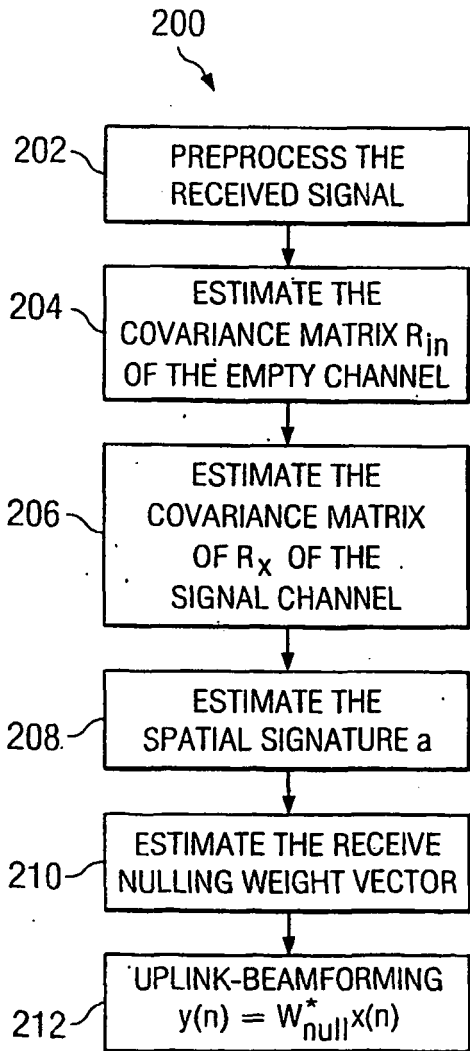 200
202
PREPROCESS THE
RECEIVED SIGNAL
204
ESTIMATE THE
COVARIANCE MATRIX Rin
OF THE EMPTY CHANNEL
206
ESTIMATE THE
COVARIANCE MATRIX
OF Rx OF THE
SIGNAL CHANNEL
208
ESTIMATE THE
SPATIAL SIGNATURE a
210
ESTIMATE THE RECEIVE
NULLING WEIGHT VECTOR
212
UPLINK-BEAMFORMING
y(n) = W*null x(n)